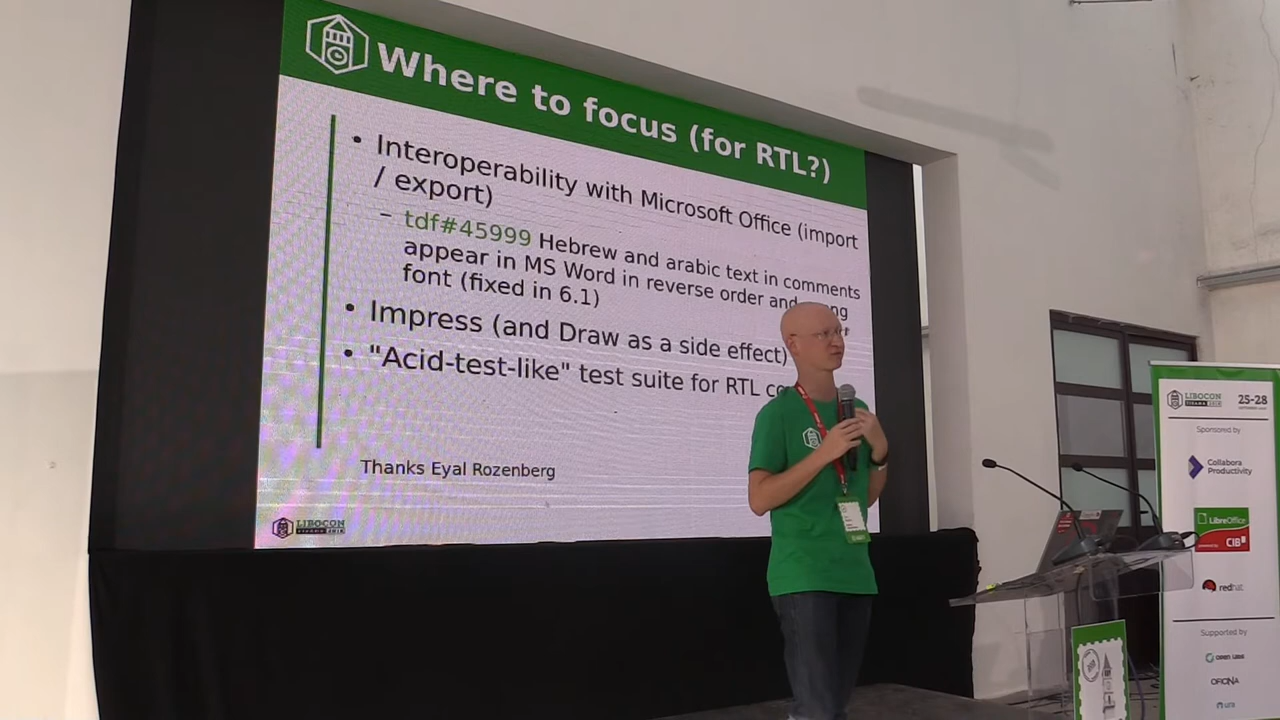 Where to focus (for RTL?)
• Interoperability with Microsoft Office (import
/ export)
– tdf#45999 Hebrew and arabic text in comments
appear in MS Word in reverse order and
font (fixed in 6.1)
• Impress (and Draw as a side effect)
• "Acid-test-like" test suite for RTL
Thanks Eyal Rozenberg
LIBOCON
LIBOCON
TIRANA 2018
25-28
Sponsored by
Collabora
Productivity
LibreOffice
CIB
redhat
Supported by
OFICINA